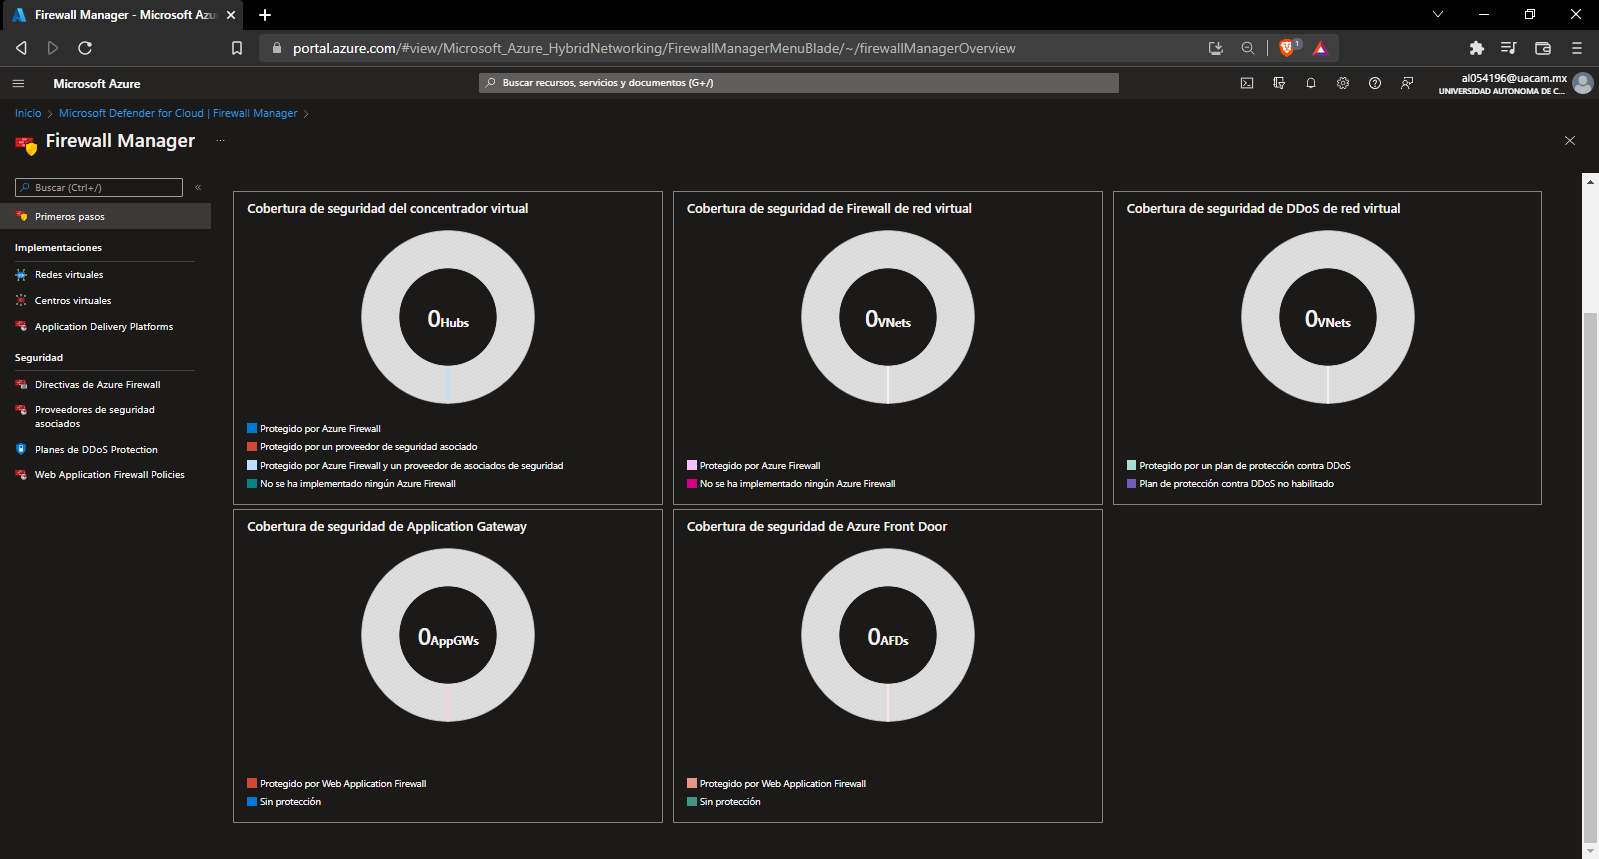 Firewall Manager - Microsoft Azu
portal.azure.com/#view/Microsoft_Azure_HybridNetworking/FirewallManagerMenuBlade/~/firewallManagerOverview
1
Microsoft Azure
Buscar recursos, servicios y documentos (G+/)
al054196@uacam.mx
UNIVERSIDAD AUTONOMA DE C...
Inicio > Microsoft Defender for Cloud | Firewall Manager >
Firewall Manager ...
Buscar (Ctrl+/)
«
Primeros pasos
Implementaciones
Redes virtuales
Centros virtuales
Application Delivery Platforms
Seguridad
Directivas de Azure Firewall
Proveedores de seguridad
asociados
Planes de DDoS Protection
Web Application Firewall Policies
Cobertura de seguridad del concentrador virtual
0Hubs
Protegido por Azure Firewall
Protegido por un proveedor de seguridad asociado
Protegido por Azure Firewall y un proveedor de asociados de seguridad
No se ha implementado ningún Azure Firewall
Cobertura de seguridad de Firewall de red virtual
0VNets
Protegido por Azure Firewall
No se ha implementado ningún Azure Firewall
Cobertura de seguridad de DDoS de red virtual
0VNets
Protegido por un plan de protección contra DDoS
Plan de protección contra DDoS no habilitado
Cobertura de seguridad de Application Gateway
0AppGWs
Protegido por Web Application Firewall
Sin protección
Cobertura de seguridad de Azure Front Door
0AFDs
Protegido por Web Application Firewall
Sin protección